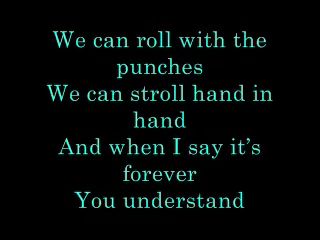 We can roll with the
punches
We can stroll hand in
hand
And when I say it’s
forever
You understand